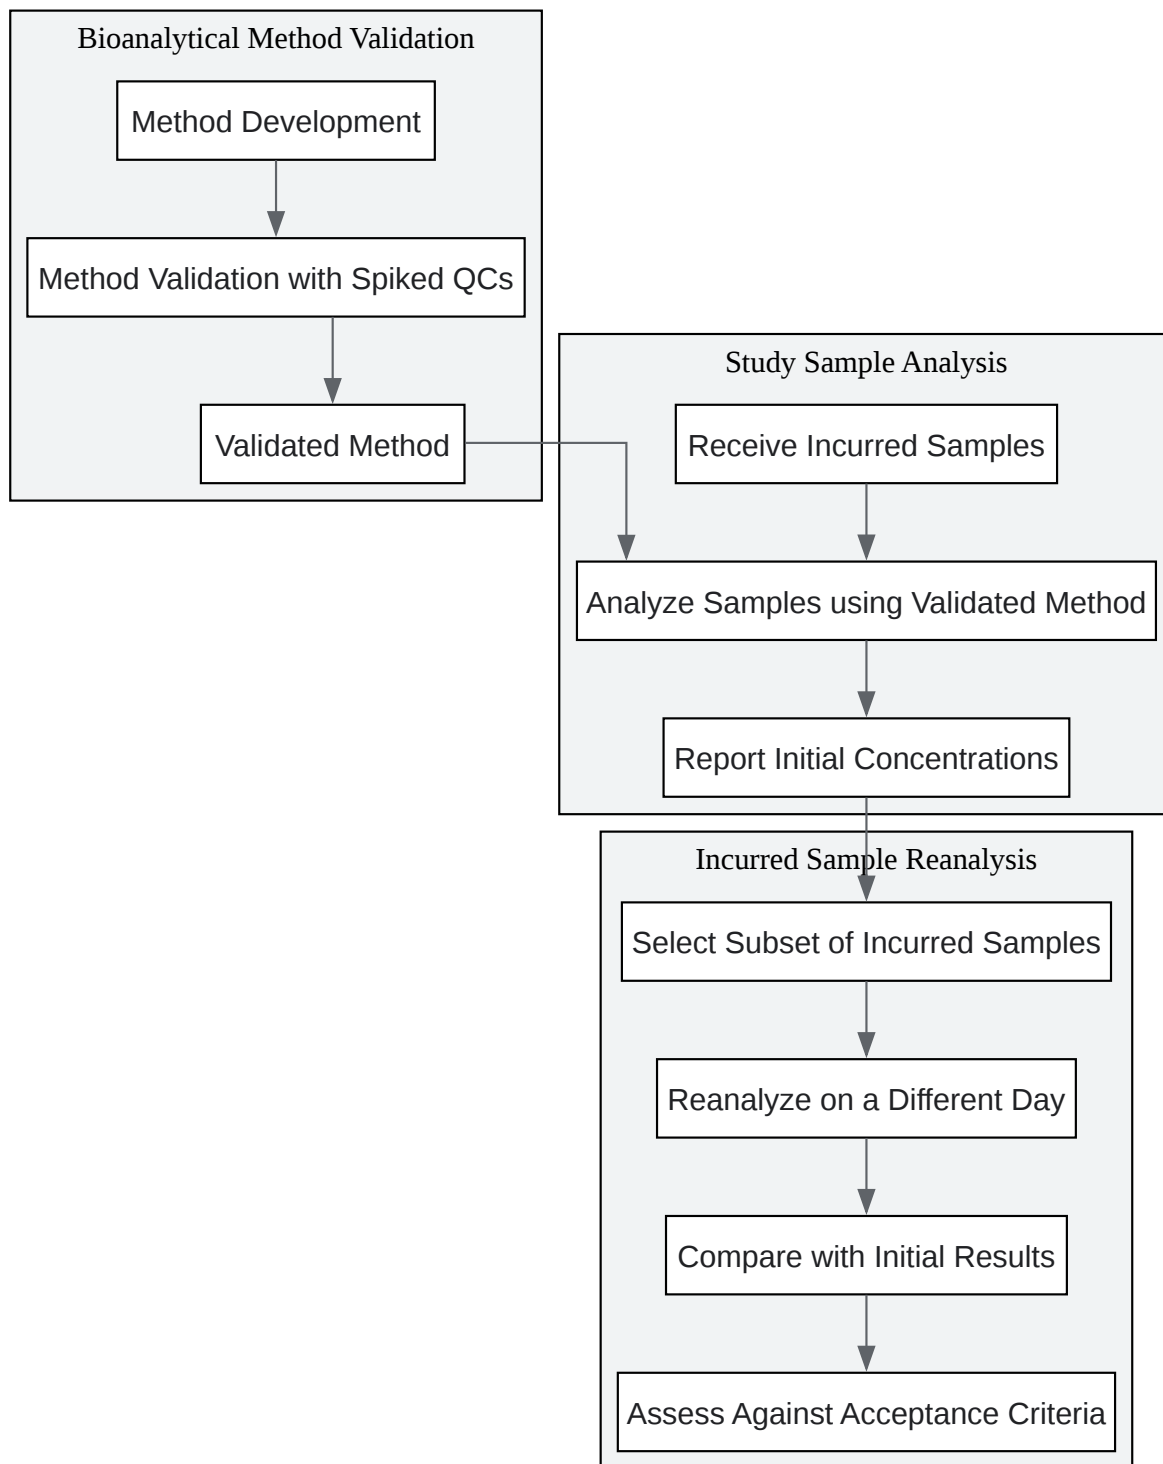 Bioanalytical Method Validation
Method Development
Method Validation with Spiked QCs
Validated Method
Study Sample Analysis
Receive Incurred Samples
Analyze Samples using Validated Method
Report Initial Concentrations
Incurred Sample Reanalysis
Select Subset of Incurred Samples
Reanalyze on a Different Day
Compare with Initial Results
Assess Against Acceptance Criteria